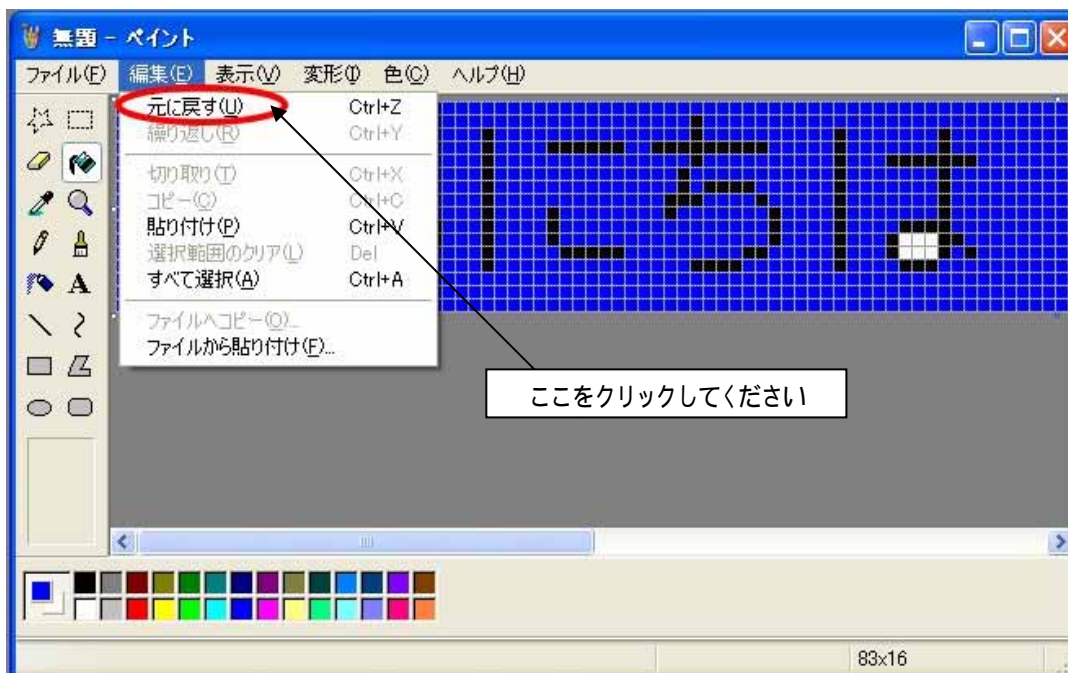 無題 - ペイント
ファイル(F) 編集(E) 表示(V) 変形(I) 色(C) ヘルプ(H)
元に戻す(U) Ctrl+Z
繰り返し(R) Ctrl+Y
切り取り(T) Ctrl+X
コピー(C) Ctrl+C
貼り付け(P) Ctrl+V
選択範囲のクリア(L) Del
すべて選択(A) Ctrl+A
ファイルへコピー(O)...
ファイルから貼り付け(F)...
にちは
A
ここをクリックしてください
83x16